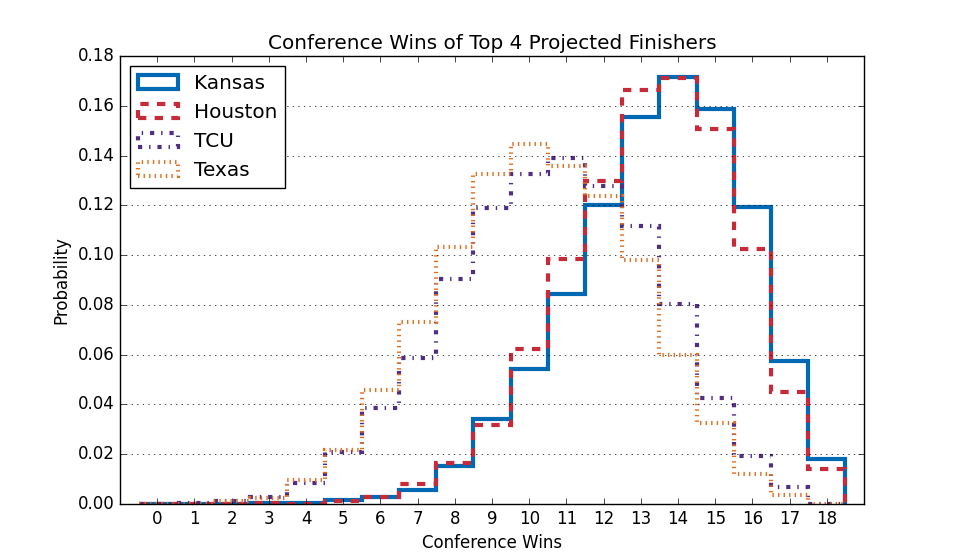 Conference Wins of Top 4 Projected Finishers
0.18
0.16
0.14
0.12
0.10
0.08
0.06
0.04
0.02
0.00
Probability
Kansas
Houston
TCU
Texas
0 1 2 3 4 5 6 7 8 9 10 11 12 13 14 15 16 17 18
Conference Wins